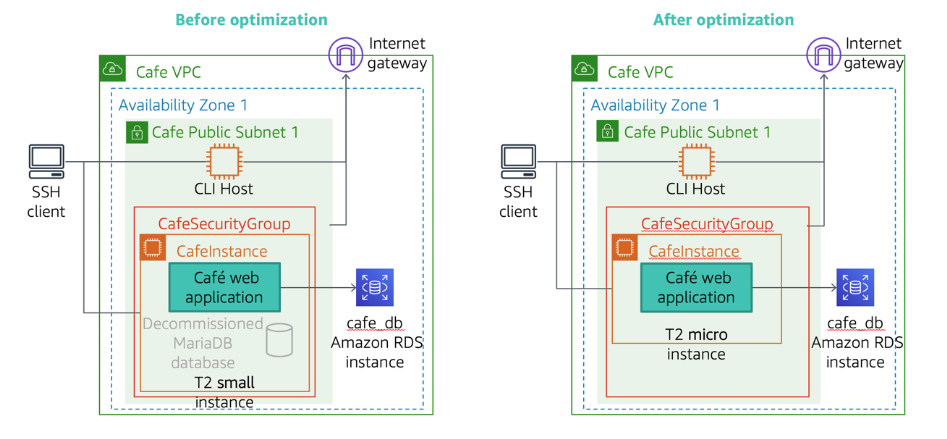 Before optimization
Internet
gateway
Cafe VPC
Availability Zone 1
Cafe Public Subnet 1
SSH
client
CLI Host
CafeSecurityGroup
CafeInstance
Café web
application
Decommissioned
MariaDB
database
T2 small
instance
cafe_db
Amazon RDS
instance
After optimization
Internet
gateway
Cafe VPC
Availability Zone 1
Cafe Public Subnet 1
SSH
client
CLI Host
CafeSecurityGroup
CafeInstance
Café web
application
T2 micro
instance
cafe_db
Amazon RDS
instance